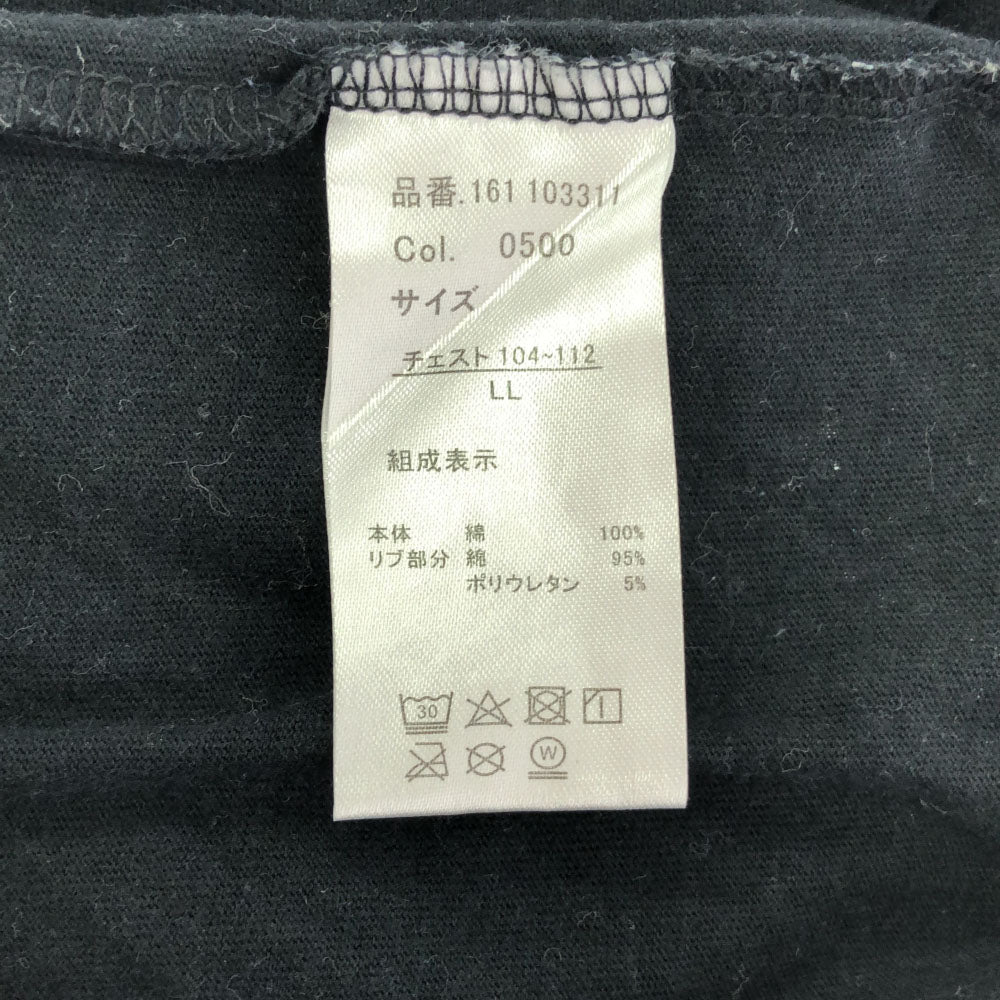 品番.161 103311
Col. 0500
サイズ
チェスト 104~112
LL
組成表示
本体 綿 100%
リブ部分 綿 95%
ポリウレタン 5%
30
W